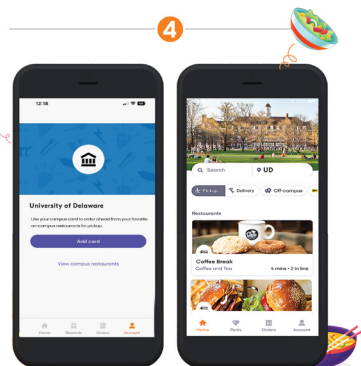 4
12:18
University of Delaware
Use your campus card to order ahead from your favorite
on-campus restaurants for pickup
Add card
View campus restaurants
Home
Rewards
Orders
Account
Search
UD
Pickup
Delivery
Off-campus
Restaurants
Coffee Break
Coffee and Tea
4 mins • 2 in line
Home
Perks
Orders
Account